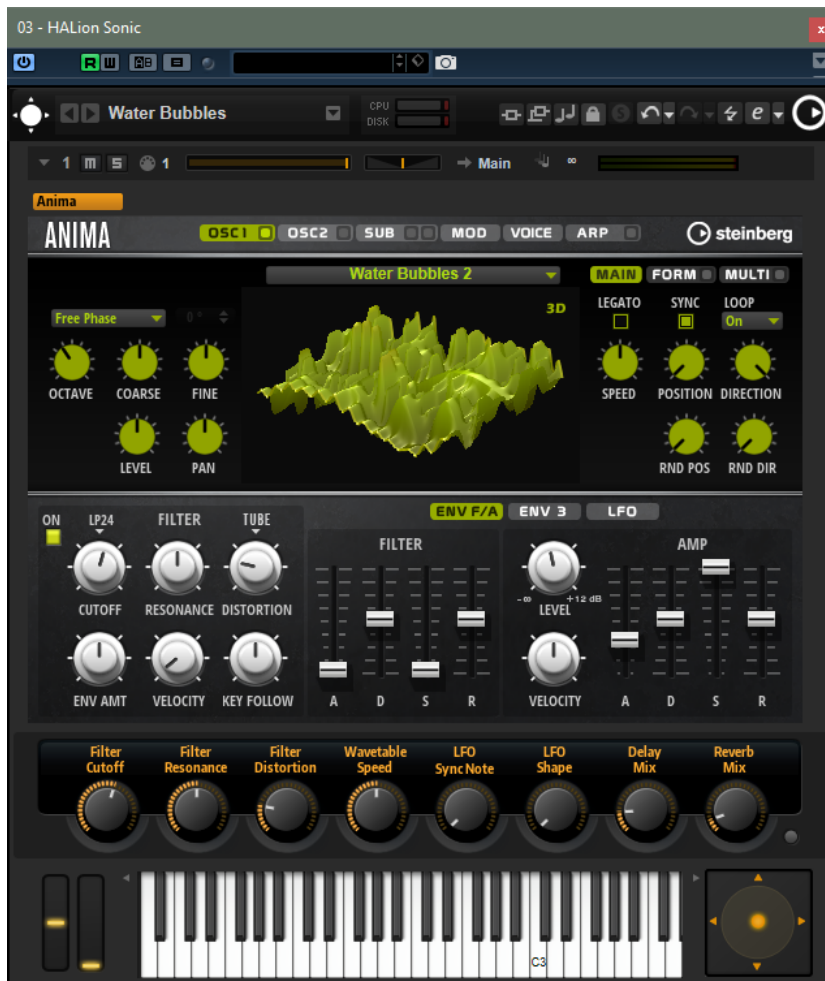 03 - HALion Sonic
x
R W AB
Water Bubbles
CPU
DISK
S e
1 m S 1 Main ∞
Anima
ANIMA OSC1 OSC2 SUB MOD VOICE ARP steinberg
Water Bubbles 2 MAIN FORM MULTI
3D LEGATO SYNC LOOP
Free Phase 0 ° On
OCTAVE COARSE FINE SPEED POSITION DIRECTION
LEVEL PAN RND POS RND DIR
ENV F/A ENV 3 LFO
ON LP24 FILTER TUBE
FILTER AMP
CUTOFF RESONANCE DISTORTION
-∞ +12 dB
LEVEL
ENV AMT VELOCITY KEY FOLLOW A D S R VELOCITY A D S R
Filter Cutoff
Filter Resonance
Filter Distortion
Wavetable Speed
LFO Sync Note
LFO Shape
Delay Mix
Reverb Mix
C3